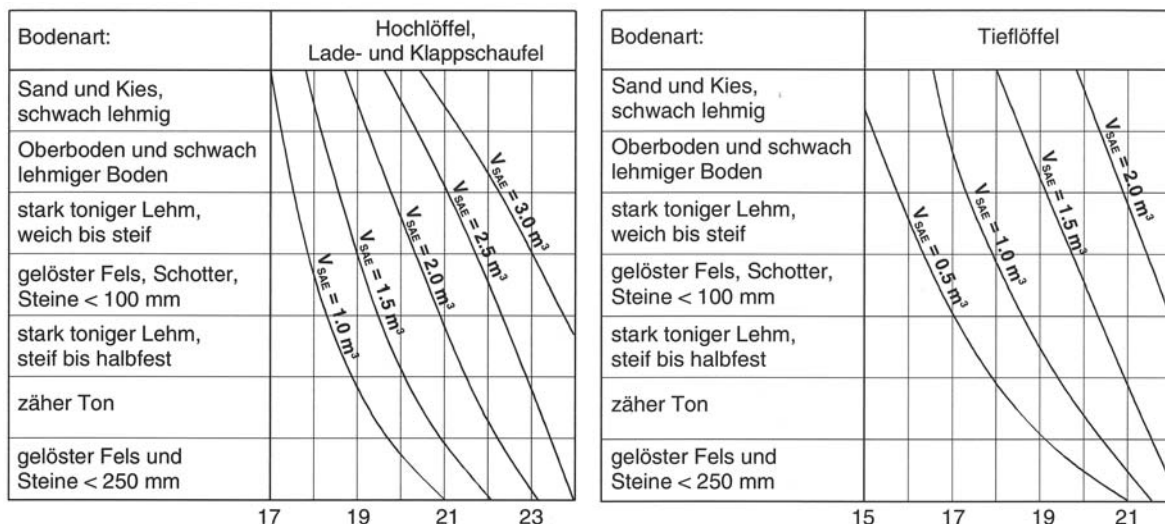 Bodenart:
Hochlöffel,
Lade- und Klappschaufel
Sand und Kies,
schwach lehmig
Oberboden und schwach
lehmiger Boden
stark toniger Lehm,
weich bis steif
gelöster Fels, Schotter,
Steine < 100 mm
stark toniger Lehm,
steif bis halbfest
zäher Ton
gelöster Fels und
Steine < 250 mm
V_SAE = 1.0 m³
V_SAE = 1.5 m³
V_SAE = 2.0 m³
V_SAE = 2.5 m³
V_SAE = 3.0 m³
17 19 21 23
Bodenart:
Tieflöffel
Sand und Kies,
schwach lehmig
Oberboden und schwach
lehmiger Boden
stark toniger Lehm,
weich bis steif
gelöster Fels, Schotter,
Steine < 100 mm
stark toniger Lehm,
steif bis halbfest
zäher Ton
gelöster Fels und
Steine < 250 mm
V_SAE = 0.5 m³
V_SAE = 1.0 m³
V_SAE = 1.5 m³
V_SAE = 2.0 m³
15 17 19 21